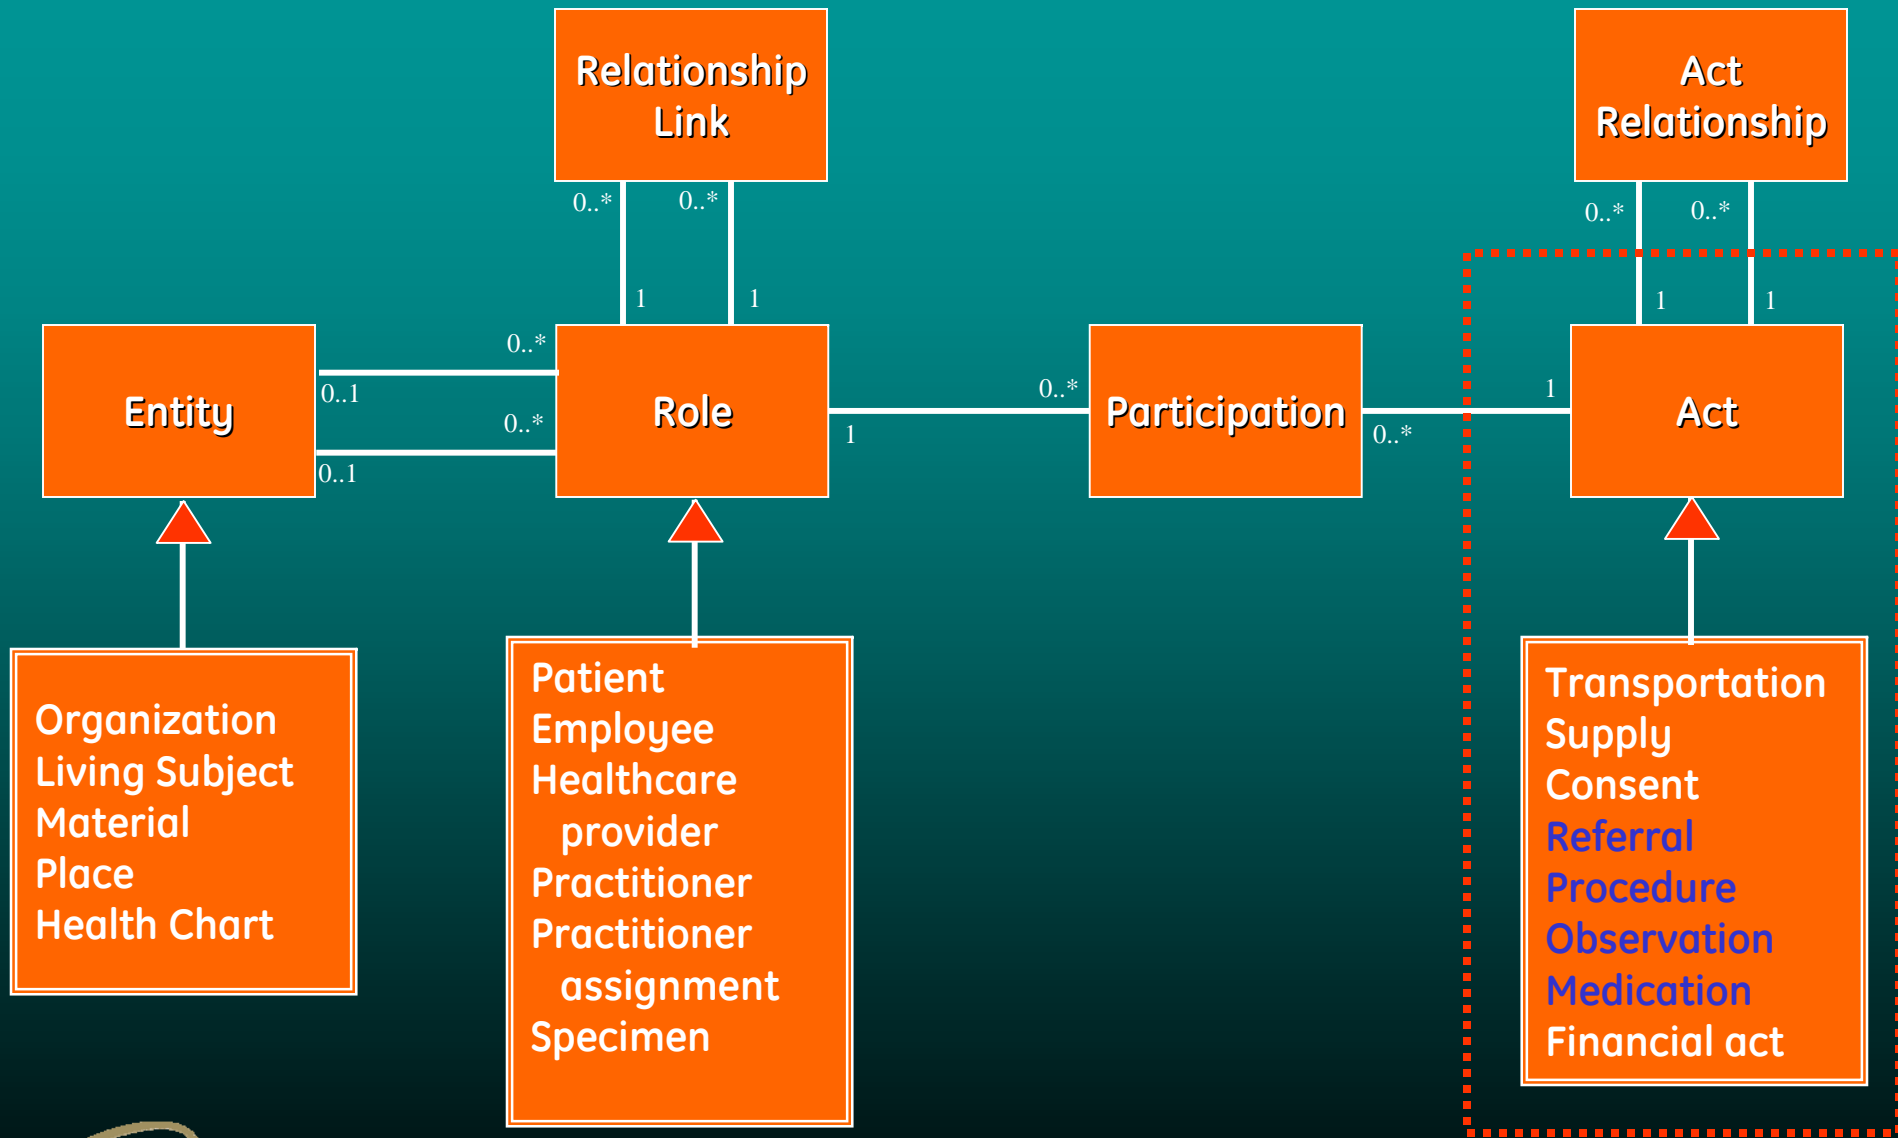 Relationship
Link
Act
Relationship
0..*
0..*
0..*
0..*
1
1
1
1
Entity
0..1
0..*
0..1
0..*
Role
1
0..*
Participation
0..*
1
Act
Organization
Living Subject
Material
Place
Health Chart
Patient
Employee
Healthcare
provider
Practitioner
Practitioner
assignment
Specimen
Transportation
Supply
Consent
Referral
Procedure
Observation
Medication
Financial act